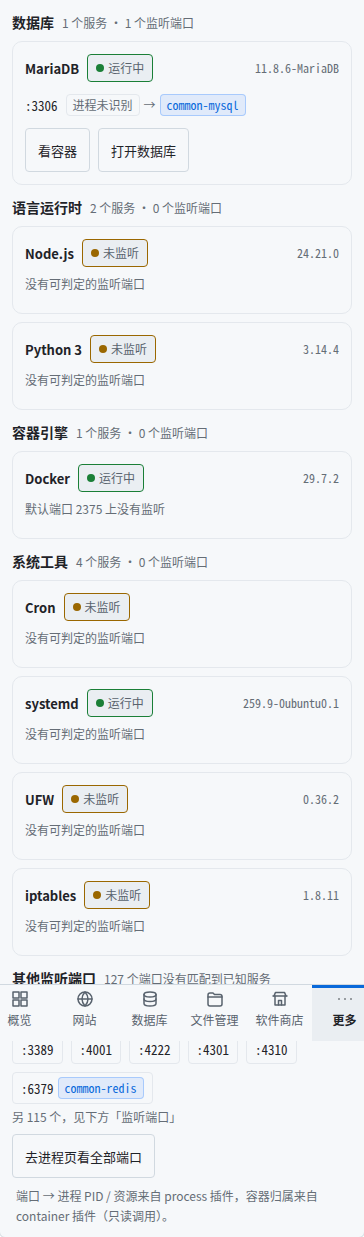 数据库 1 个服务 · 1 个监听端口
MariaDB 运行中 11.8.6-MariaDB
:3306 进程未识别 → common-mysql
看容器 打开数据库
语言运行时 2 个服务 · 0 个监听端口
Node.js 未监听 24.21.0
没有可判定的监听端口
Python 3 未监听 3.14.4
没有可判定的监听端口
容器引擎 1 个服务 · 0 个监听端口
Docker 运行中 29.7.2
默认端口 2375 上没有监听
系统工具 4 个服务 · 0 个监听端口
Cron 未监听
没有可判定的监听端口
systemd 运行中 259.9-0ubuntu0.1
没有可判定的监听端口
UFW 未监听 0.36.2
没有可判定的监听端口
iptables 未监听 1.8.11
没有可判定的监听端口
其他监听端口 127 个端口没有匹配到已知服务
概览 网站 数据库 文件管理 软件商店 更多
:3389 :4001 :4222 :4301 :4310
:6379 common-redis
另 115 个，见下方「监听端口」
去进程页看全部端口
端口 → 进程 PID / 资源来自 process 插件，容器归属来自
container 插件（只读调用）。